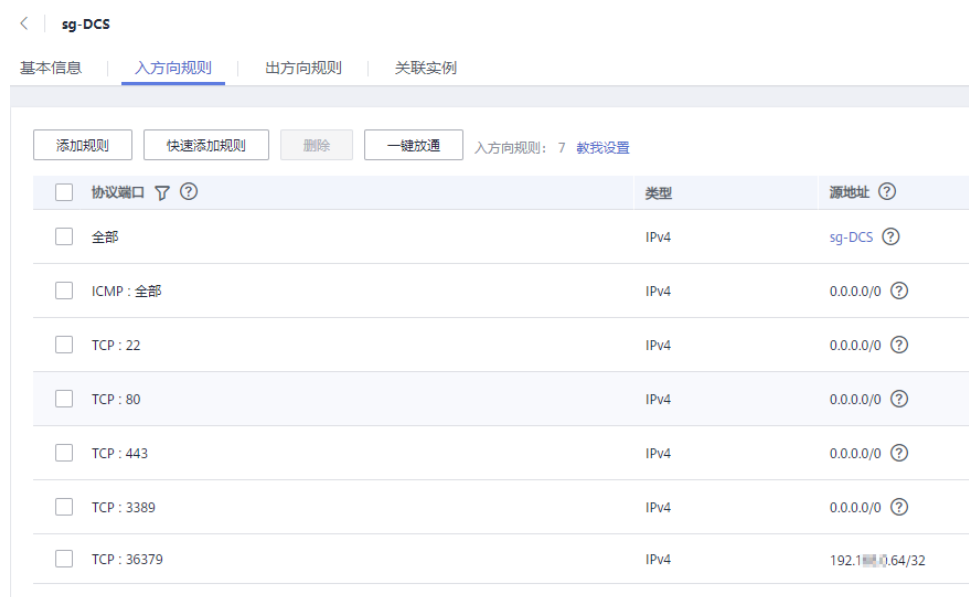 sg-DCS
基本信息 入方向规则 出方向规则 关联实例
添加规则 快速添加规则 删除 一键放通 入方向规则: 7 教我设置
协议端口 类型 源地址
全部 IPv4 sg-DCS
ICMP : 全部 IPv4 0.0.0.0/0
TCP : 22 IPv4 0.0.0.0/0
TCP : 80 IPv4 0.0.0.0/0
TCP : 443 IPv4 0.0.0.0/0
TCP : 3389 IPv4 0.0.0.0/0
TCP : 36379 IPv4